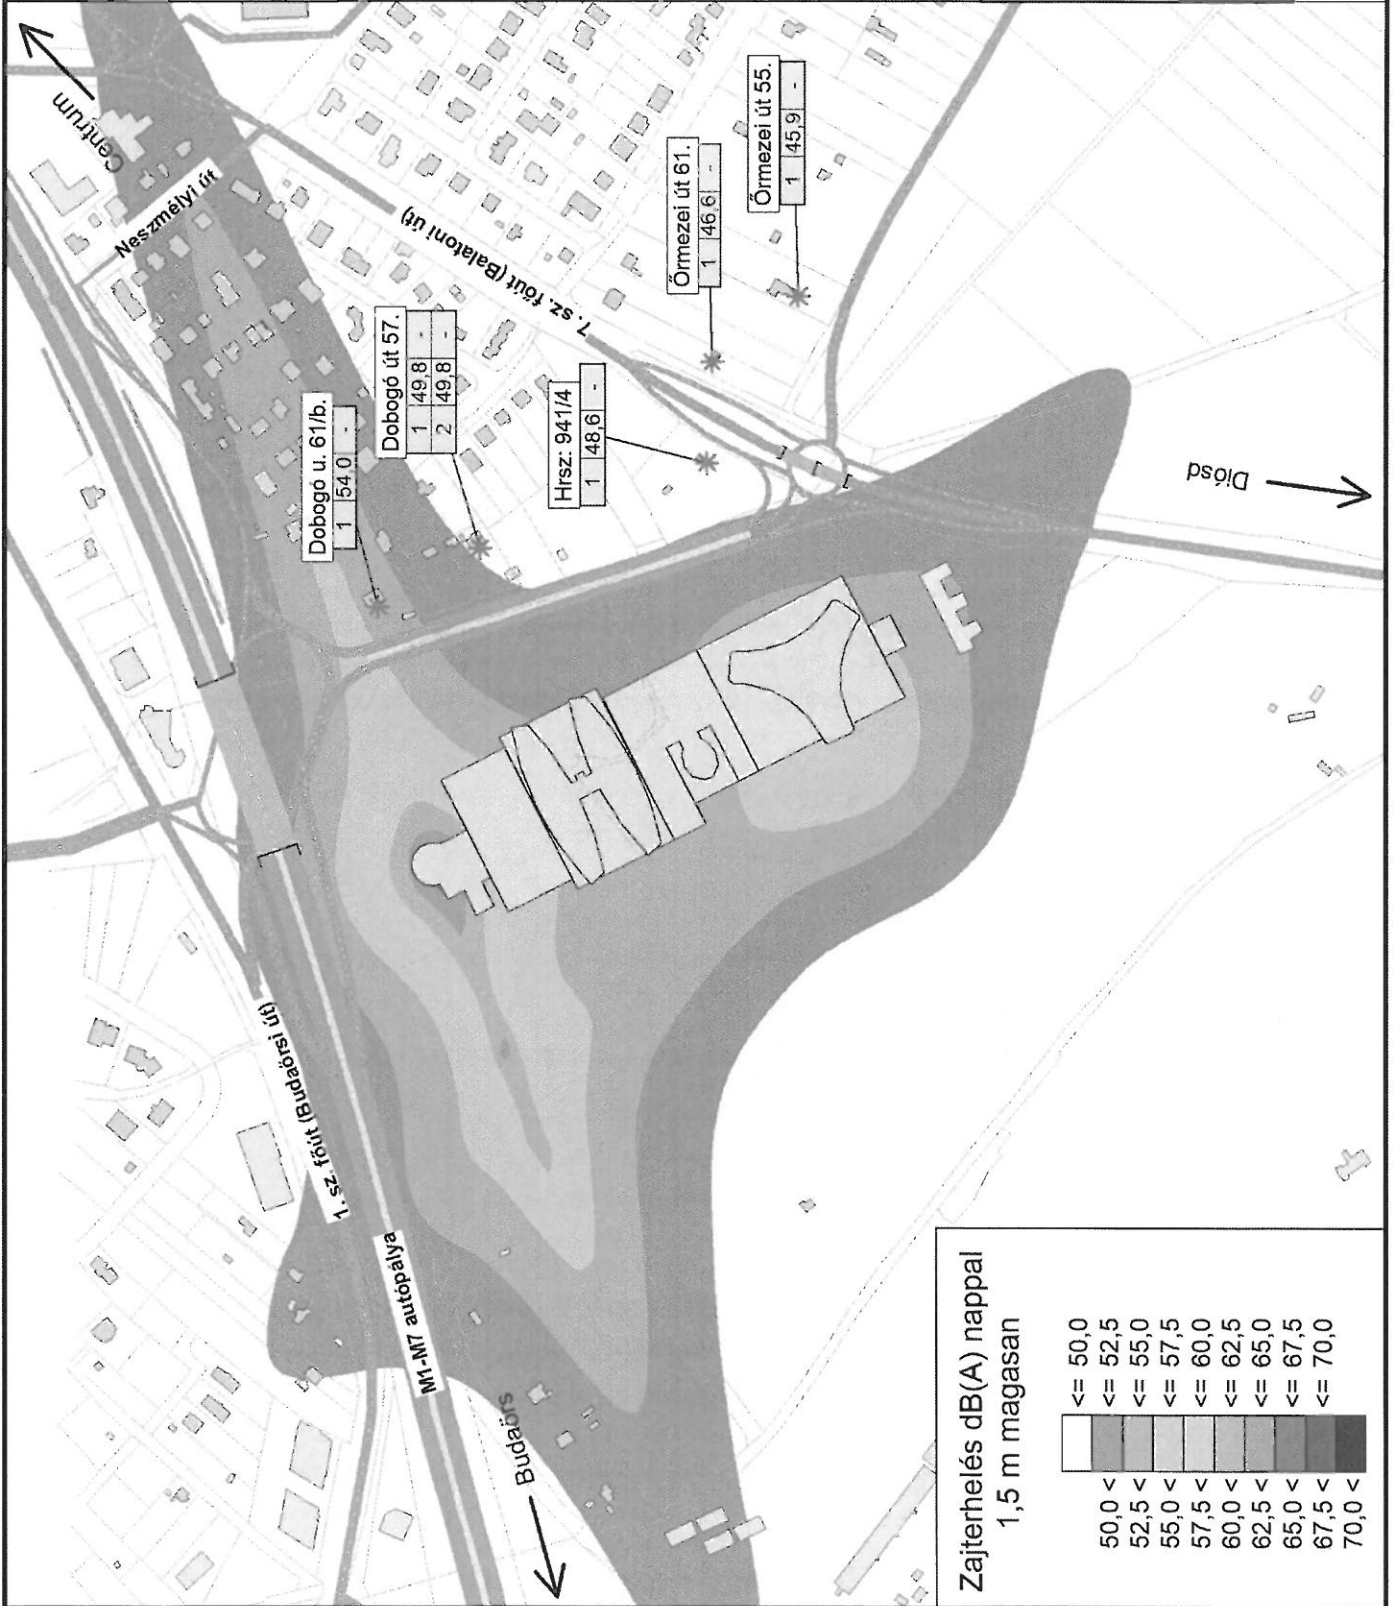 Centrum
Neszmélyi út
7. sz. főút (Balatoni út)
Dobogó u. 61/b.
1 54,0 -
Dobogó út 57.
1 49,8 -
2 49,8 -
Hrsz: 941/4
1 48,6 -
Őrmezei út 61.
1 46,6 -
Őrmezei út 55.
1 45,9 -
Diósd
1. sz. főút (Budaörsi út)
M1-M7 autópálya
Budaörs
Zajterhelés dB(A) nappal
1,5 m magasan
<= 50,0
50,0 < <= 52,5
52,5 < <= 55,0
55,0 < <= 57,5
57,5 < <= 60,0
60,0 < <= 62,5
62,5 < <= 65,0
65,0 < <= 67,5
67,5 < <= 70,0
70,0 <